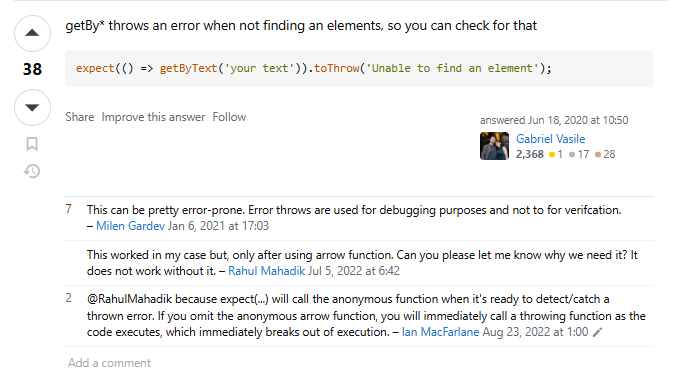 getBy* throws an error when not finding an elements, so you can check for that
38
expect(() => getByText('your text')).toThrow('Unable to find an element');
Share Improve this answer Follow
answered Jun 18, 2020 at 10:50
Gabriel Vasile
2,368 1 17 28
7 This can be pretty error-prone. Error throws are used for debugging purposes and not to for verifcation.
– Milen Gardev Jan 6, 2021 at 17:03
This worked in my case but, only after using arrow function. Can you please let me know why we need it? It
does not work without it. – Rahul Mahadik Jul 5, 2022 at 6:42
2 @RahulMahadik because expect(...) will call the anonymous function when it's ready to detect/catch a
thrown error. If you omit the anonymous arrow function, you will immediately call a throwing function as the
code executes, which immediately breaks out of execution. – Ian MacFarlane Aug 23, 2022 at 1:00
Add a comment